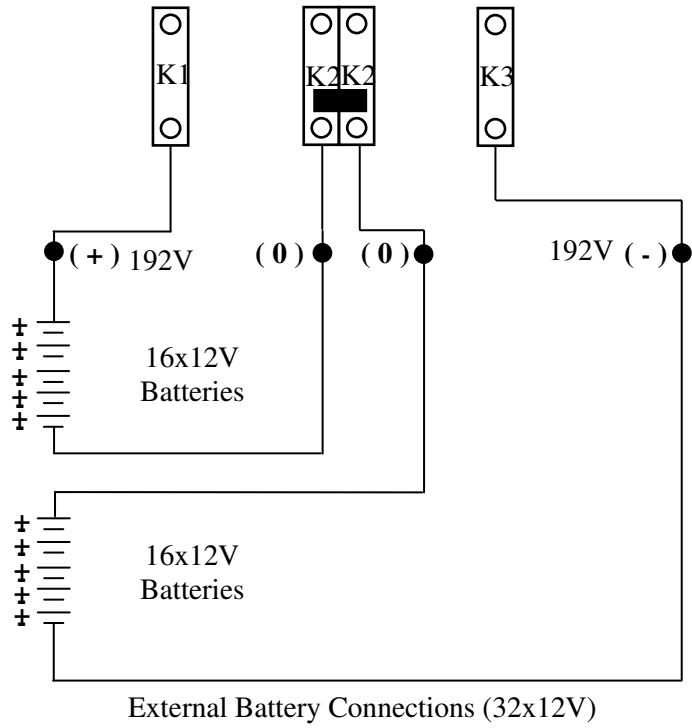 K1
K2 K2
K3
( + ) 192V
( 0 )
( 0 )
192V ( - )
+
+
+
+
+
16x12V
Batteries
+
+
+
+
+
16x12V
Batteries
External Battery Connections (32x12V)